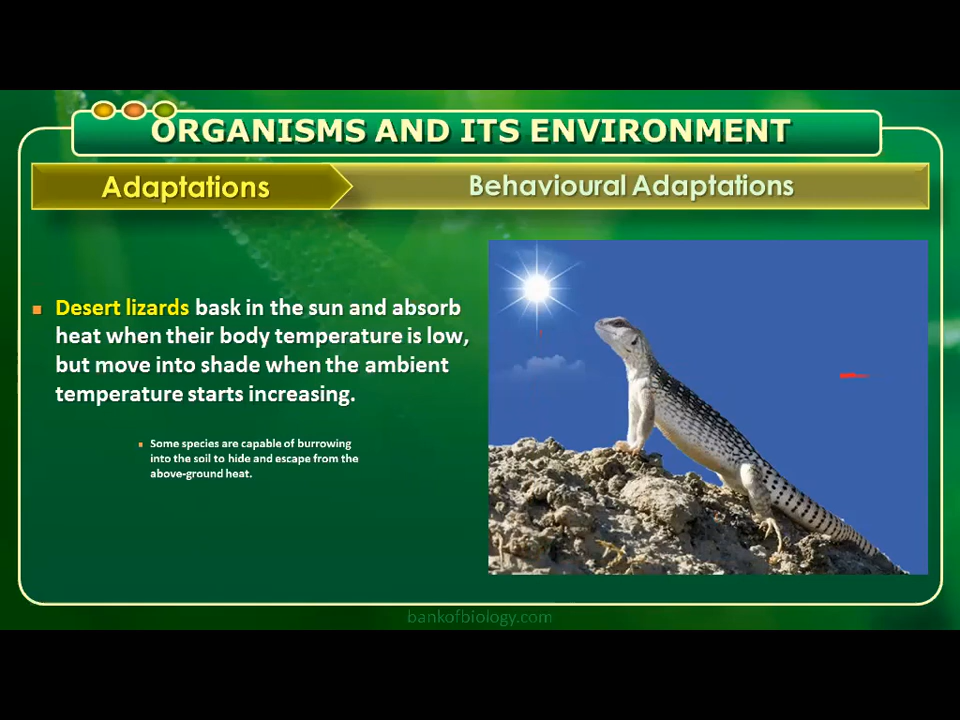 ORGANISMS AND ITS ENVIRONMENT
Adaptations
Behavioural Adaptations
Desert lizards bask in the sun and absorb
heat when their body temperature is low,
but move into shade when the ambient
temperature starts increasing.
Some species are capable of burrowing
into the soil to hide and escape from the
above-ground heat.
bankofbiology.com